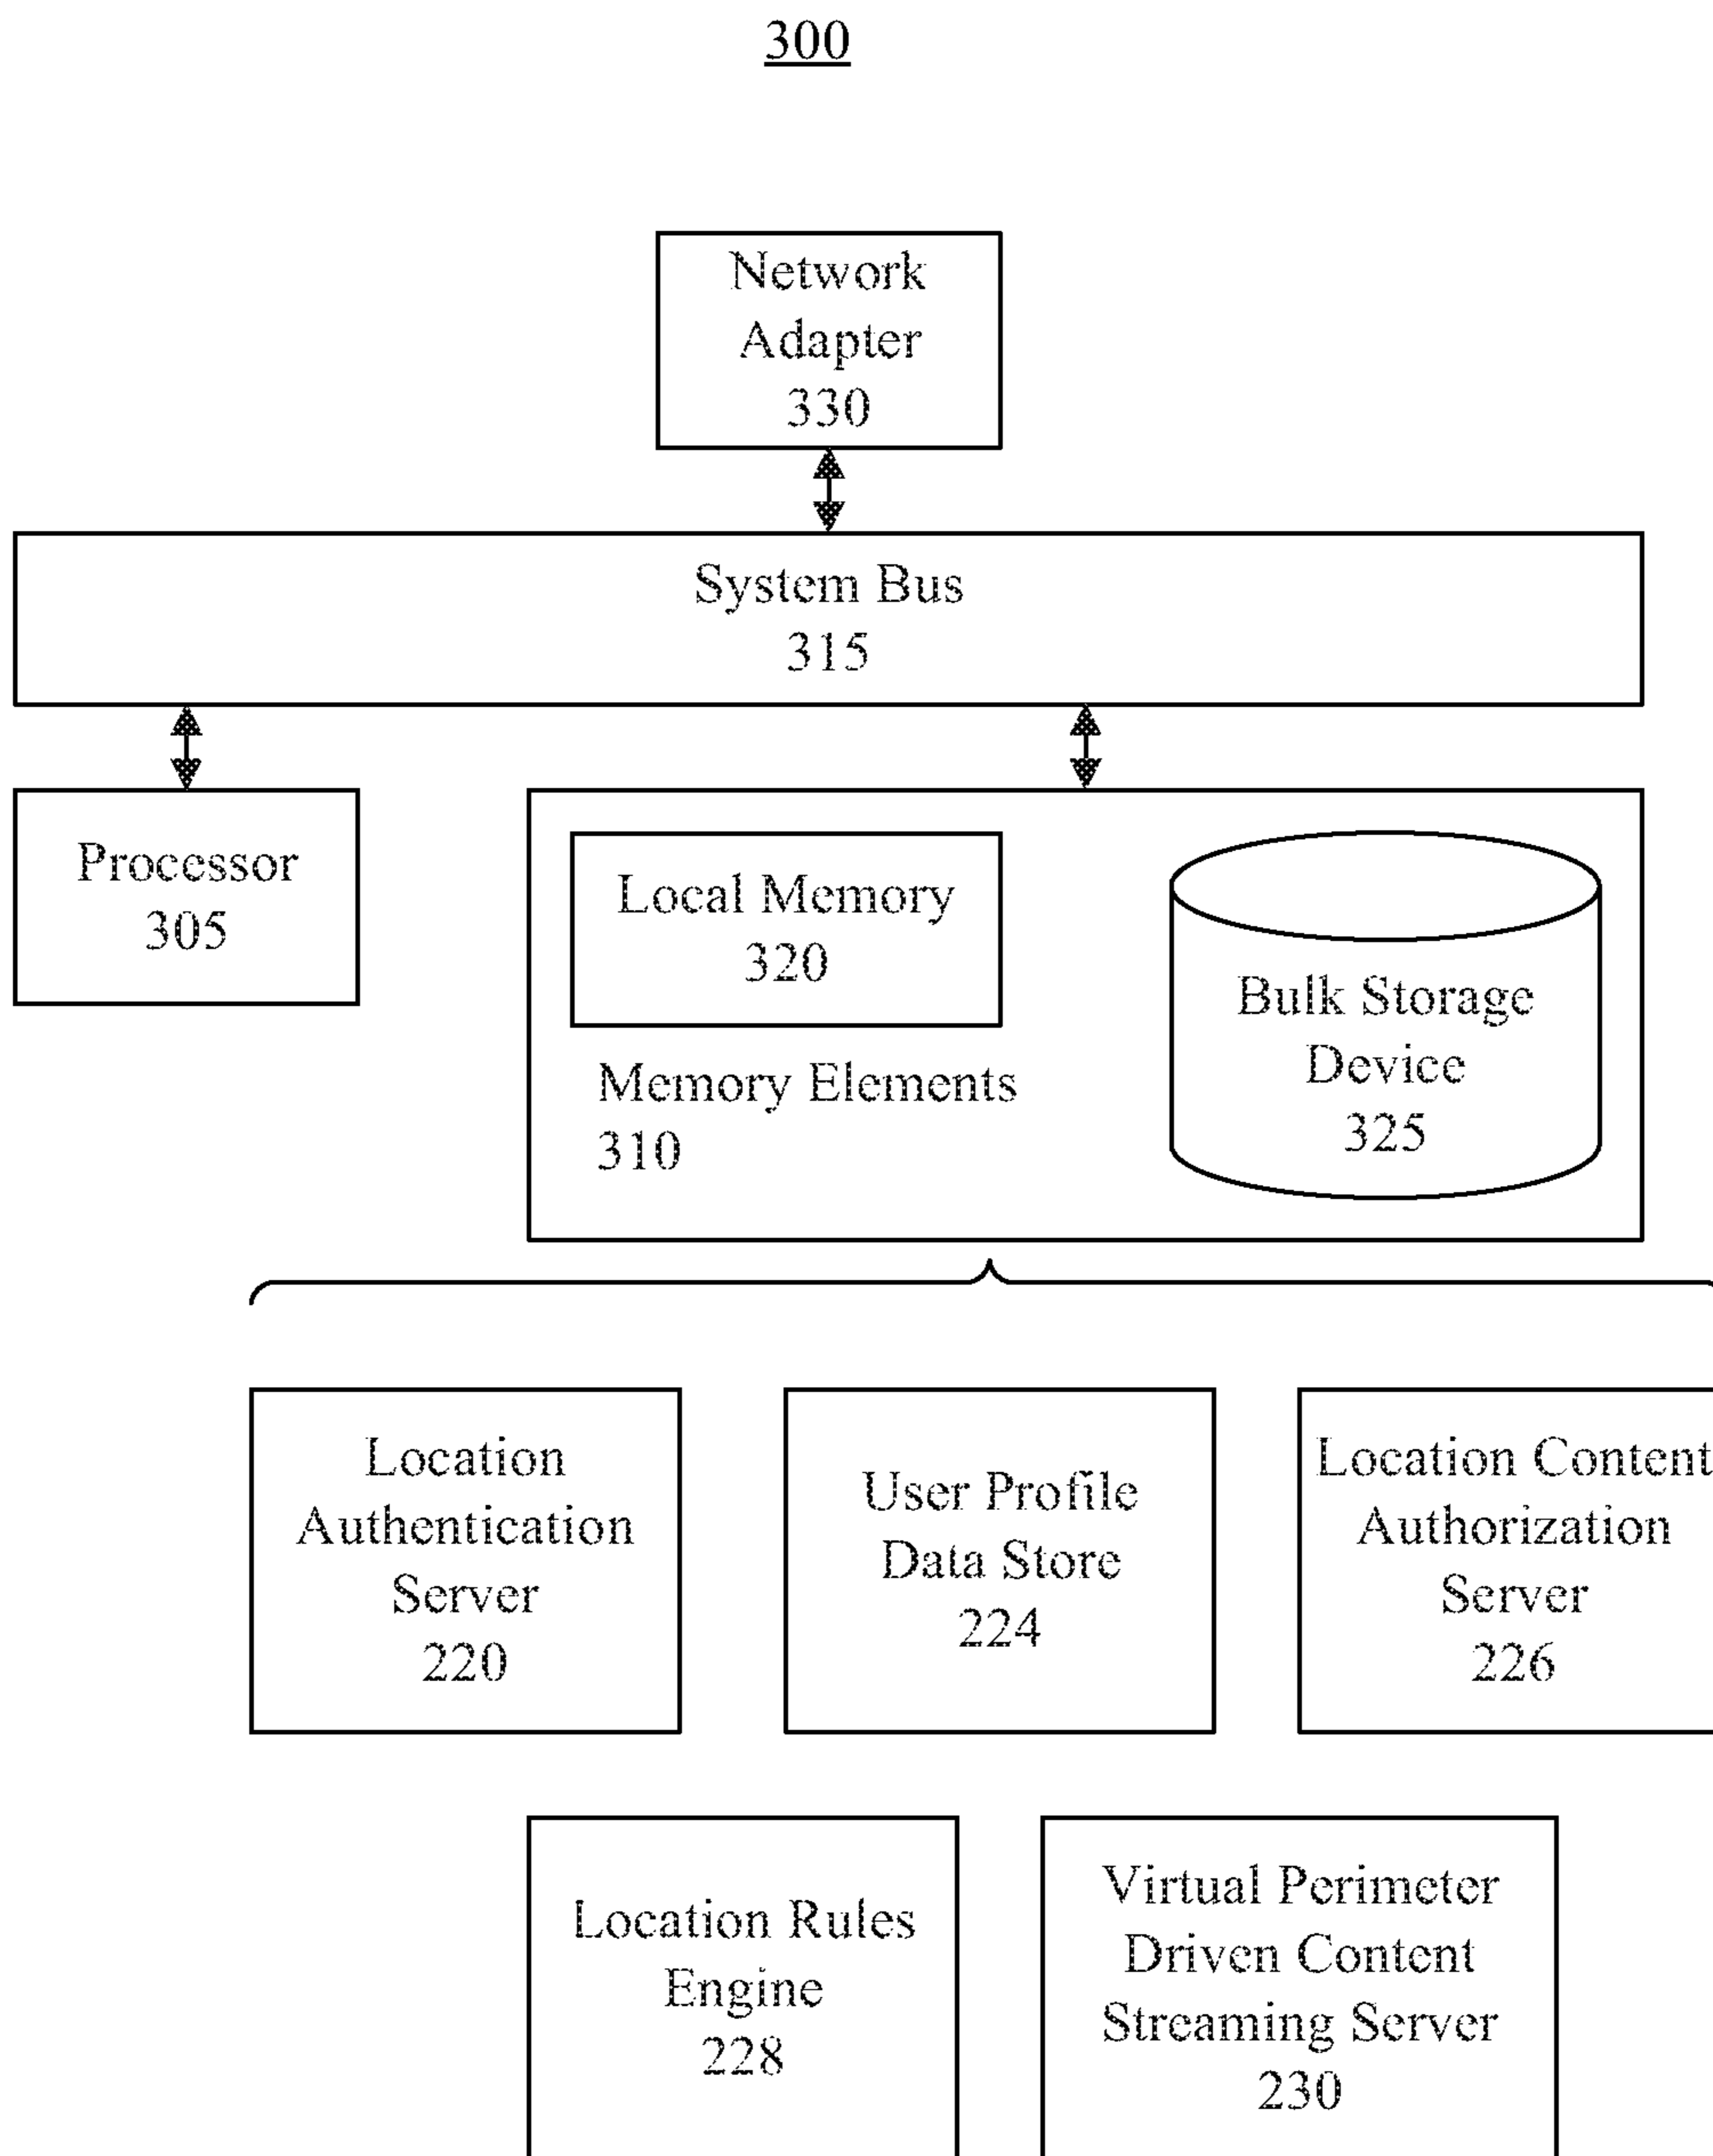 300
Network
Adapter
330
System Bus
315
Processor
305
Local Memory
320
Memory Elements
310
Bulk Storage
Device
325
Location
Authentication
Server
220
User Profile
Data Store
224
Location Content
Authorization
Server
226
Location Rules
Engine
228
Virtual Perimeter
Driven Content
Streaming Server
230